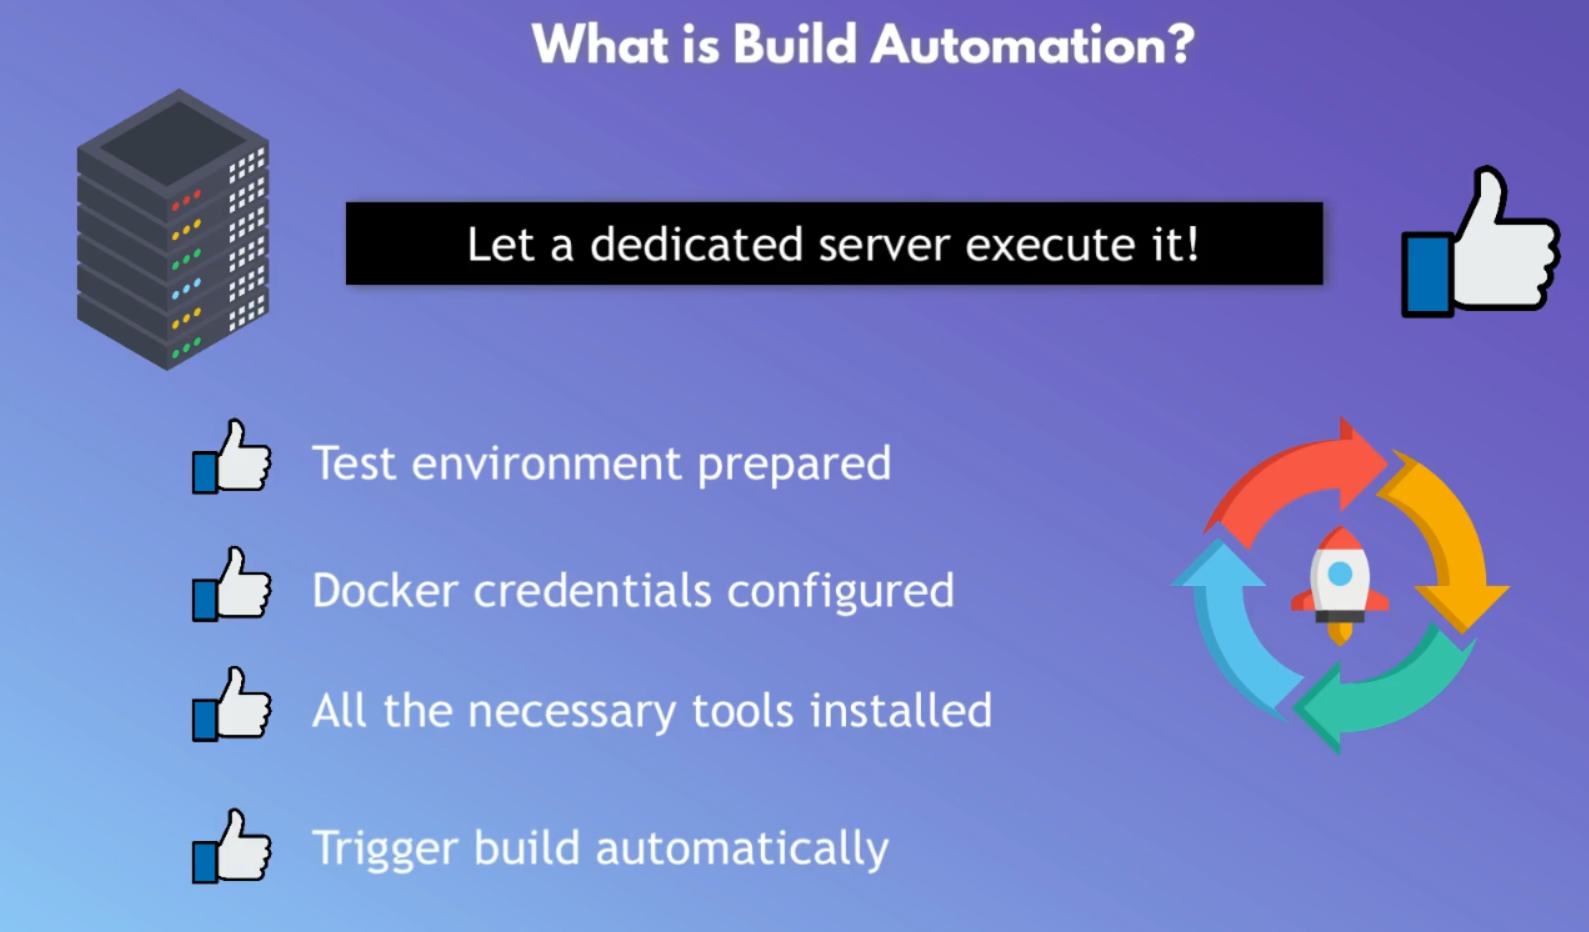 What is Build Automation?
Let a dedicated server execute it!
Test environment prepared
Docker credentials configured
All the necessary tools installed
Trigger build automatically